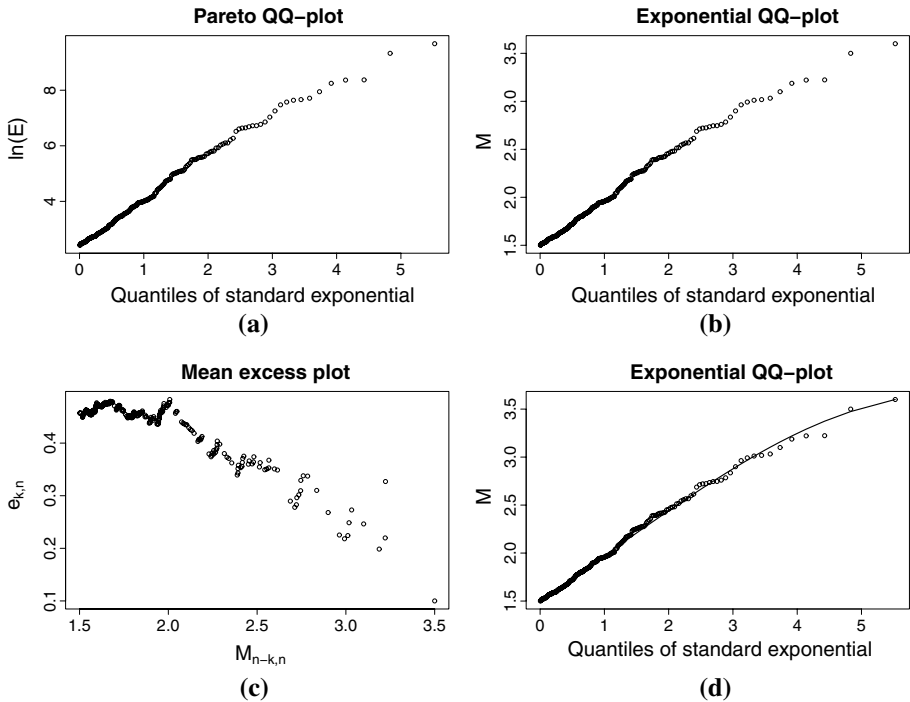 Pareto QQ−plot
ln(E)
8
6
4
0 1 2 3 4 5
Quantiles of standard exponential
(a)
Exponential QQ−plot
M
3.5
3.0
2.5
2.0
1.5
0 1 2 3 4 5
Quantiles of standard exponential
(b)
Mean excess plot
e_k,n
0.4
0.3
0.2
0.1
1.5 2.0 2.5 3.0 3.5
M_n−k,n
(c)
Exponential QQ−plot
M
3.5
3.0
2.5
2.0
1.5
0 1 2 3 4 5
Quantiles of standard exponential
(d)